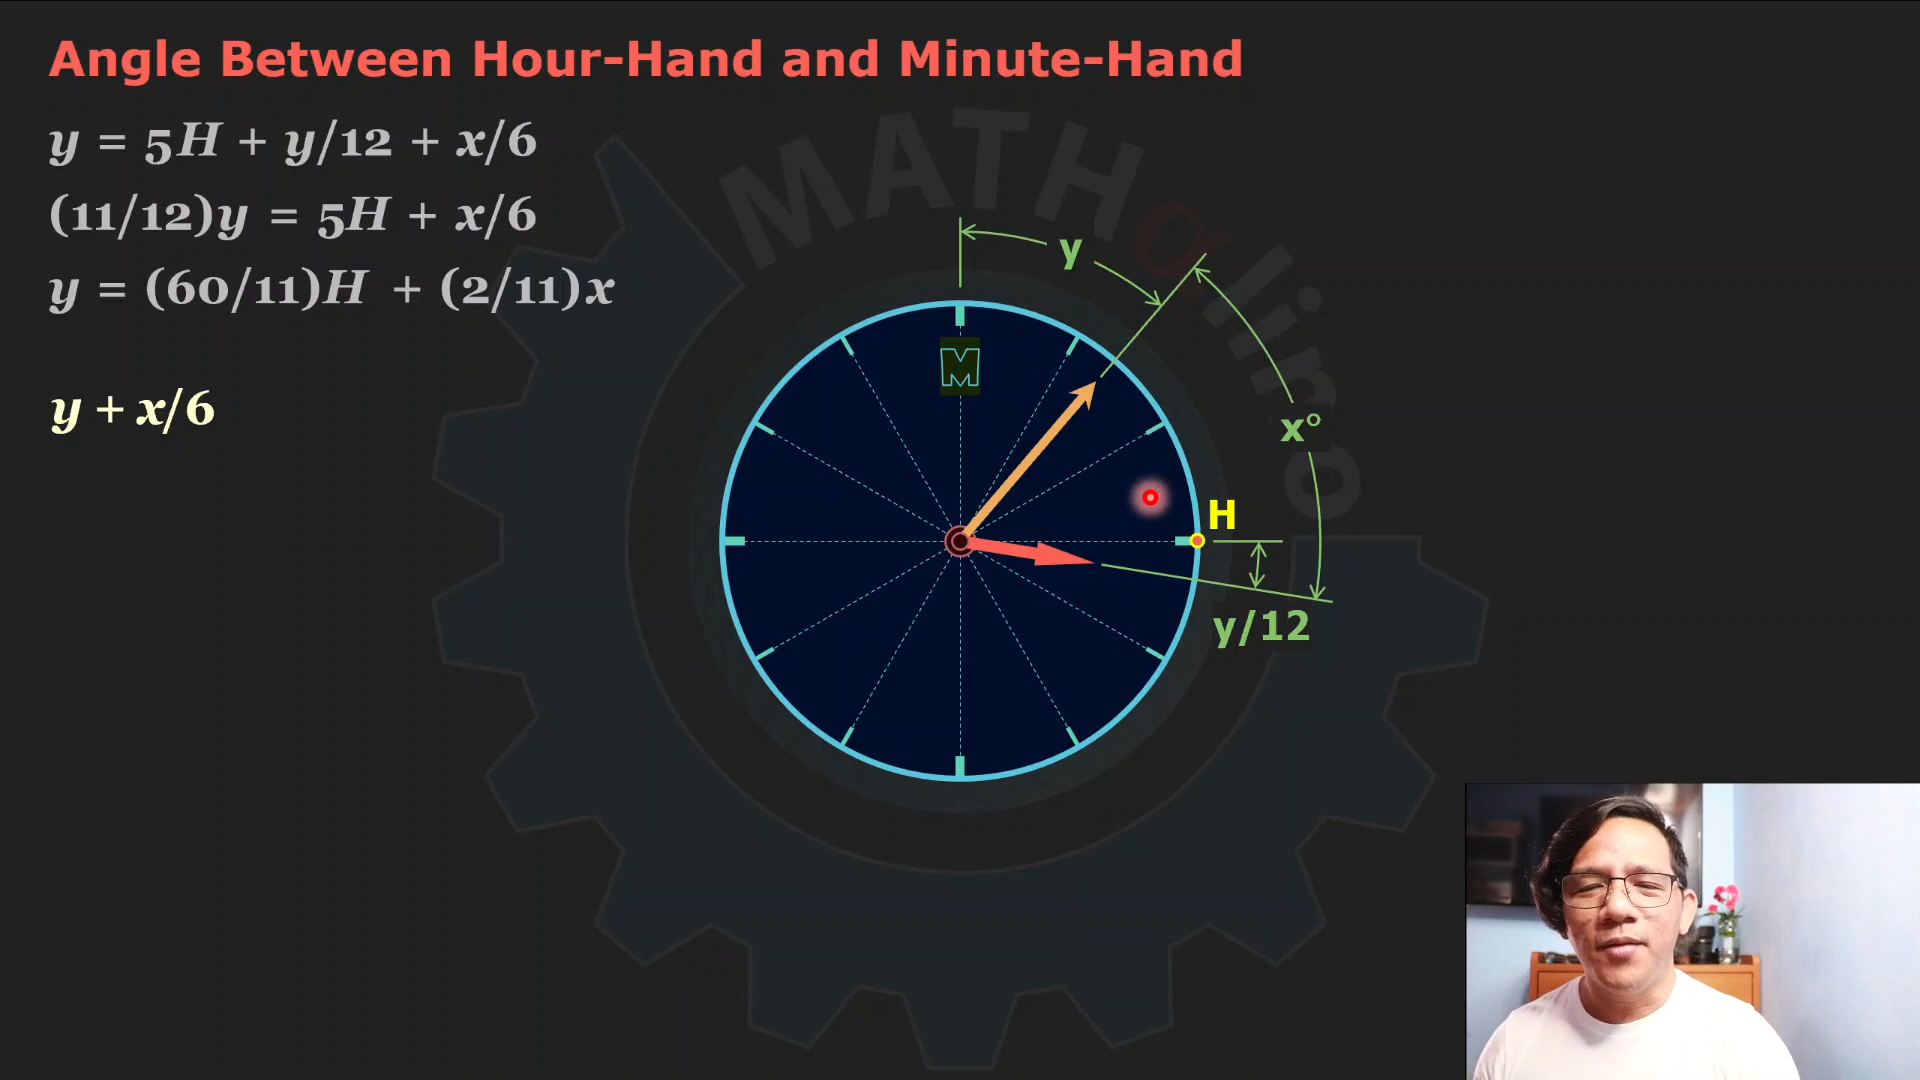 Angle Between Hour-Hand and Minute-Hand
y = 5H + y/12 + x/6
(11/12)y = 5H + x/6
y = (60/11)H + (2/11)x
y + x/6
MATHalino
y
M
x°
H
y/12